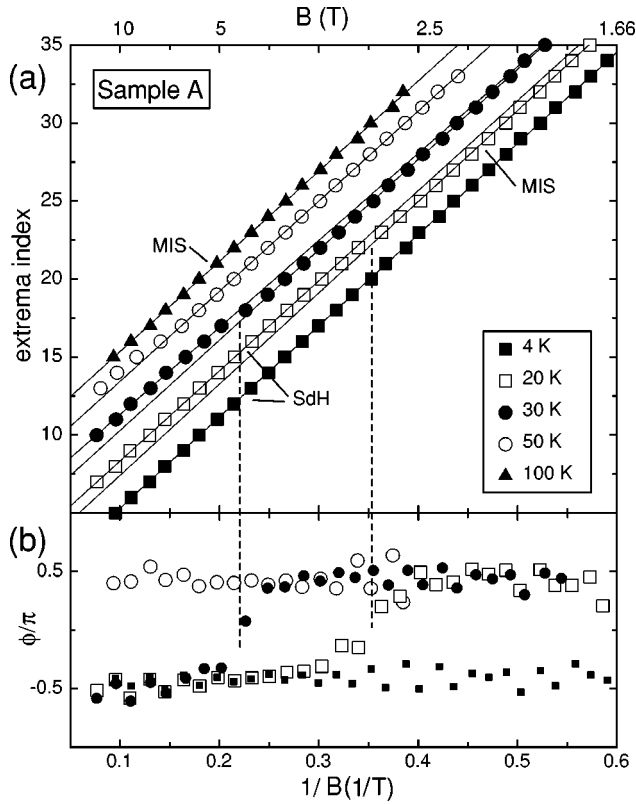 B (T)
10 5 2.5 1.66
(a)
Sample A
35
30
25
20
15
10
extrema index
MIS
MIS
SdH
4 K
20 K
30 K
50 K
100 K
(b)
0.5
-0.5
ϕ/π
0.1 0.2 0.3 0.4 0.5 0.6
1/B(1/T)